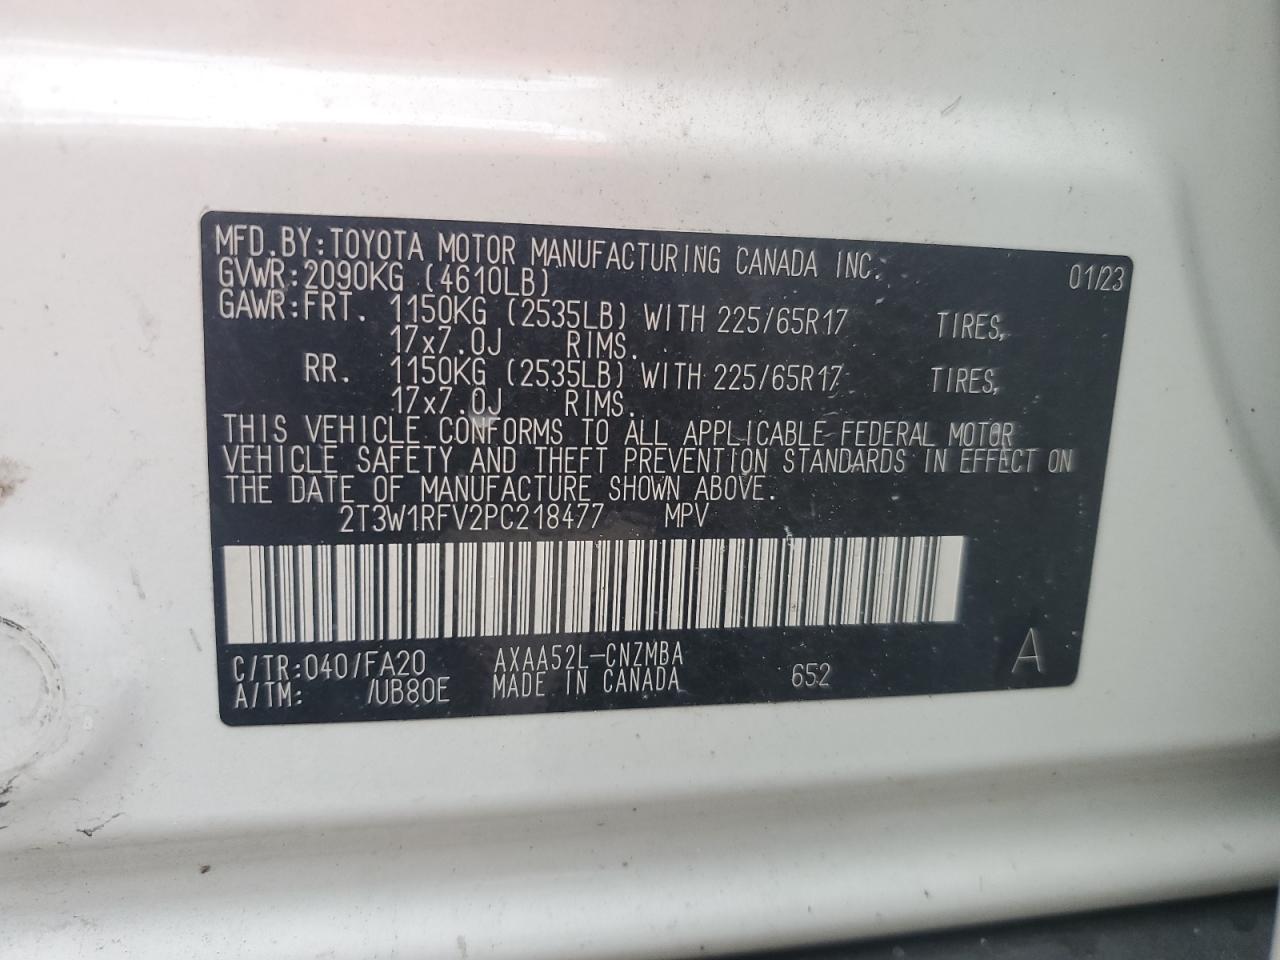 MFD.BY:TOYOTA MOTOR MANUFACTURING CANADA INC. 01/23
GVWR:2090KG (4610LB)
GAWR:FRT. 1150KG (2535LB) WITH 225/65R17 TIRES,
17x7.0J RIMS.
RR. 1150KG (2535LB) WITH 225/65R17 TIRES,
17x7.0J RIMS.
THIS VEHICLE CONFORMS TO ALL APPLICABLE FEDERAL MOTOR
VEHICLE SAFETY AND THEFT PREVENTION STANDARDS IN EFFECT ON
THE DATE OF MANUFACTURE SHOWN ABOVE.
2T3W1RFV2PC218477 MPV
C/TR:040/FA20 AXAA52L-CNZMBA A
A/TM: /UB80E MADE IN CANADA 652